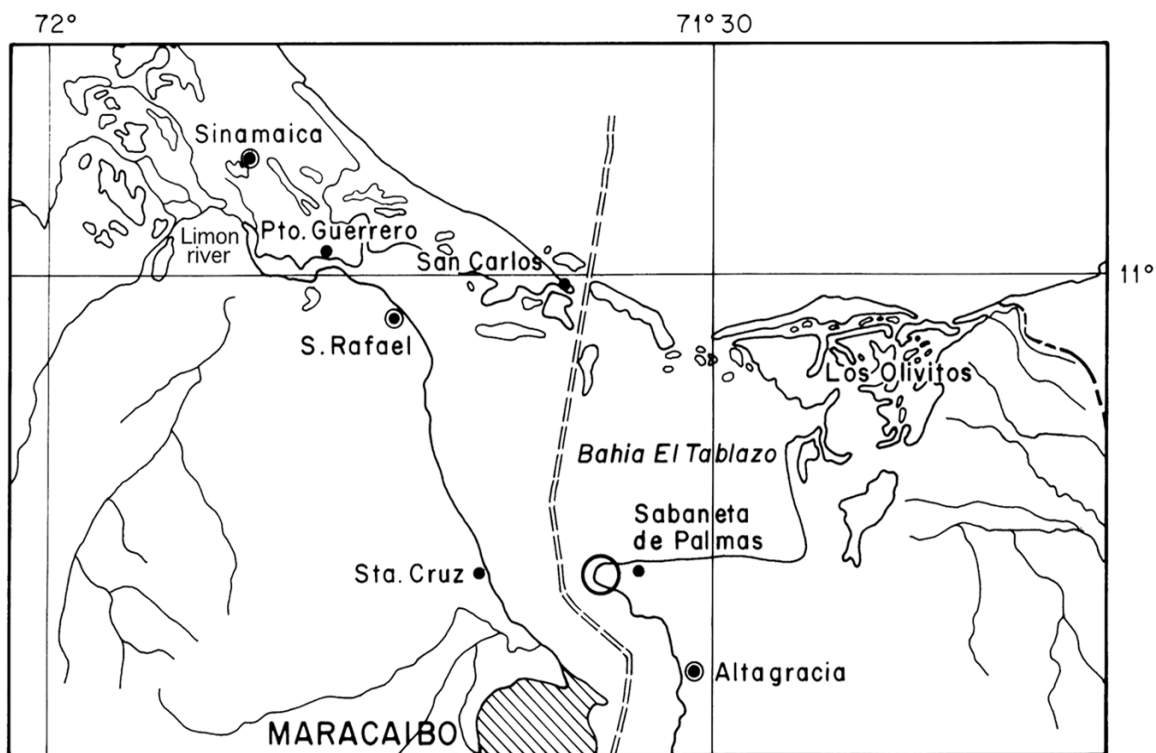 72°
71°30
Sinamaica
Pto. Guerrero
Limon
river
San Carlos
11°
S. Rafael
Los Olivitos
Bahia El Tablazo
Sabaneta
de Palmas
Sta. Cruz
Altagracia
MARACAIBO